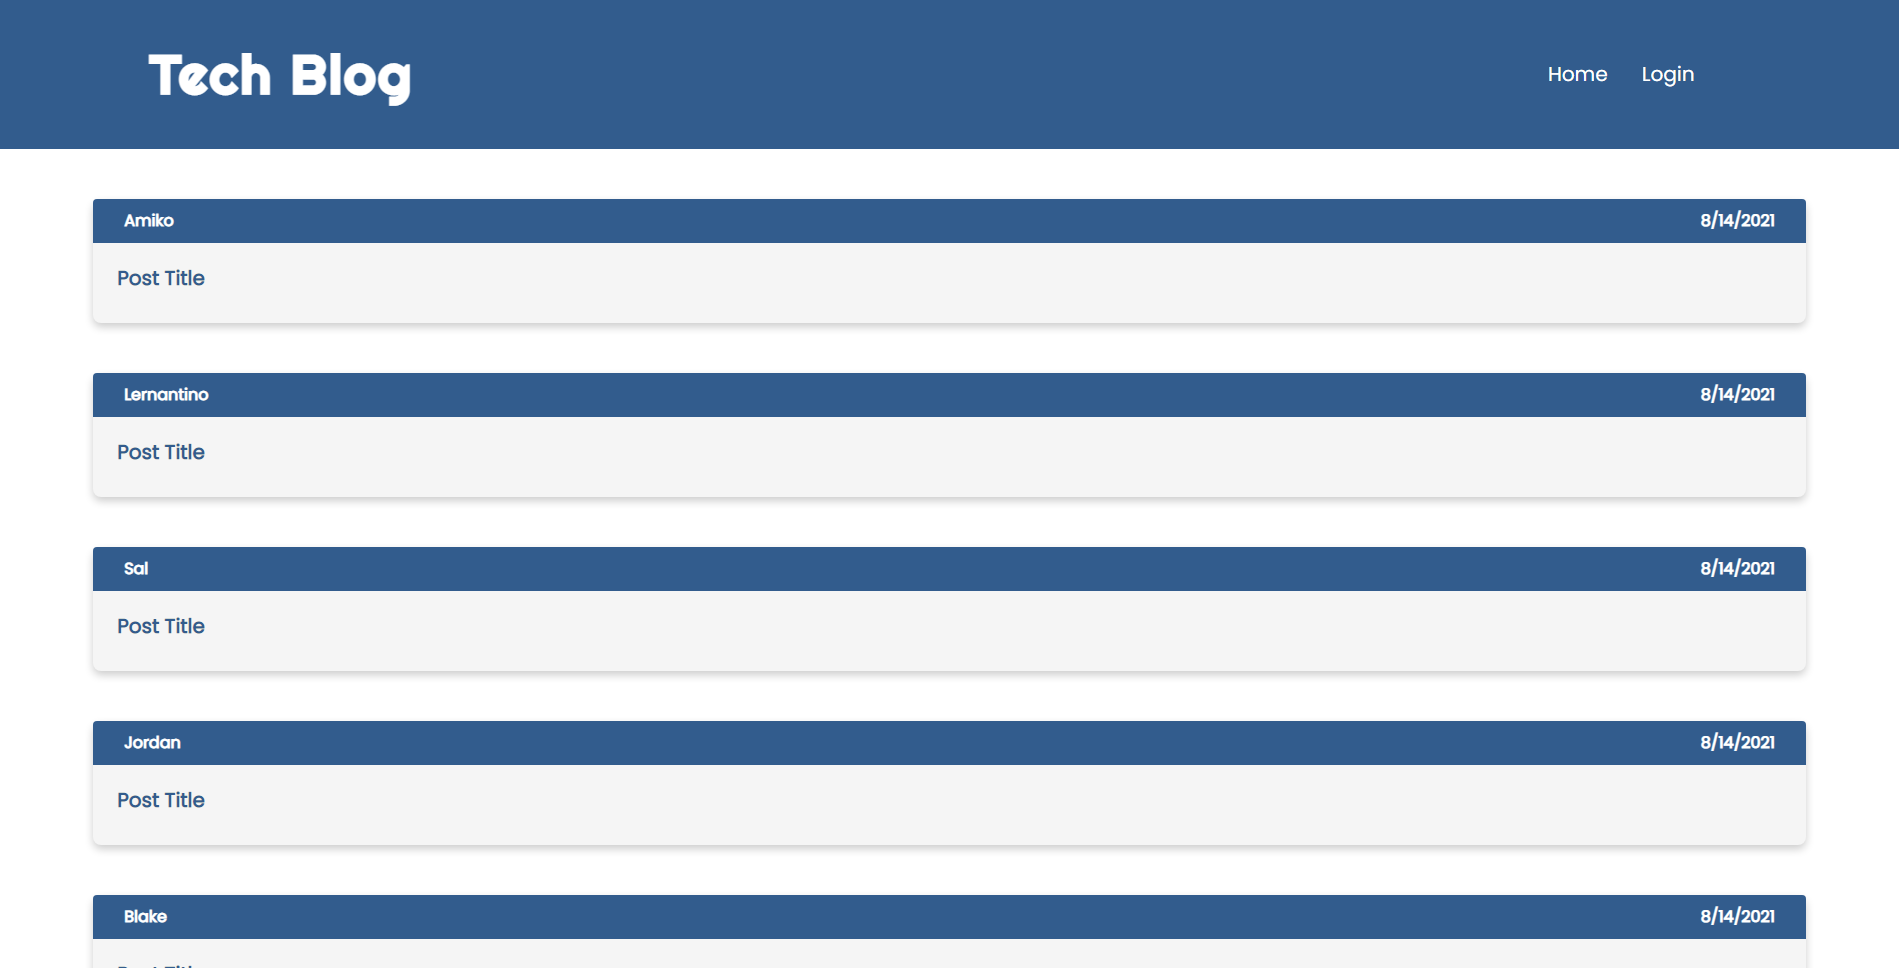 Tech Blog
Home Login
Amiko 8/14/2021
Post Title
Lernantino 8/14/2021
Post Title
Sal 8/14/2021
Post Title
Jordan 8/14/2021
Post Title
Blake 8/14/2021